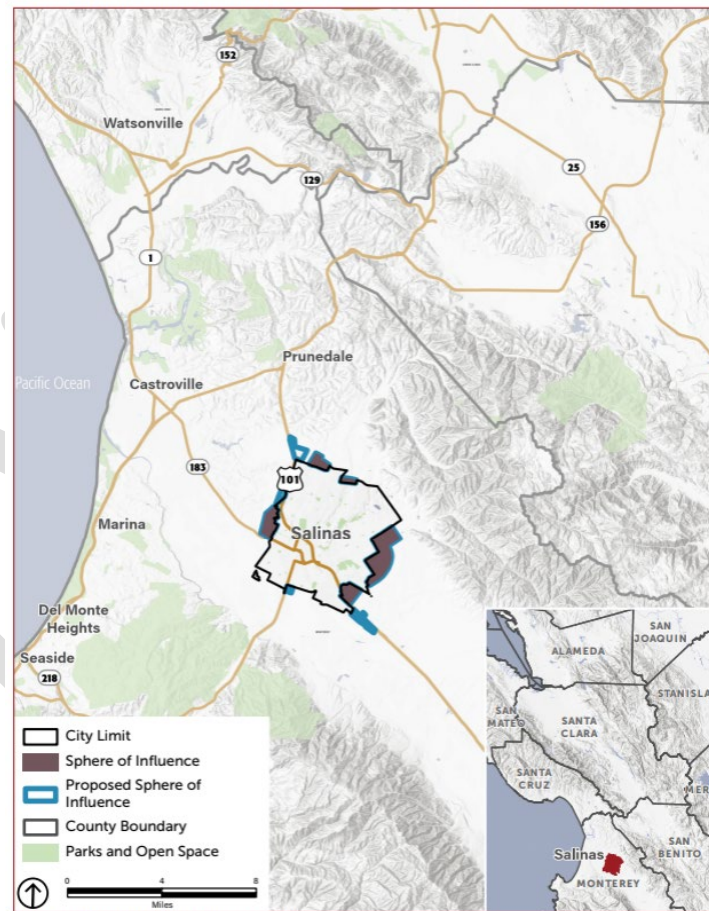 152
Watsonville
129
25
156
1
Prunedale
Pacific Ocean
Castroville
183
101
Marina
Salinas
Del Monte
Heights
Seaside
218
City Limit
Sphere of Influence
Proposed Sphere of
Influence
County Boundary
Parks and Open Space
0 4 8
Miles
SAN
JOAQUIN
ALAMEDA
STANISLA
SAN
MATEO
SANTA
CLARA
SANTA
CRUZ
MER
SAN
BENITO
Salinas
MONTEREY